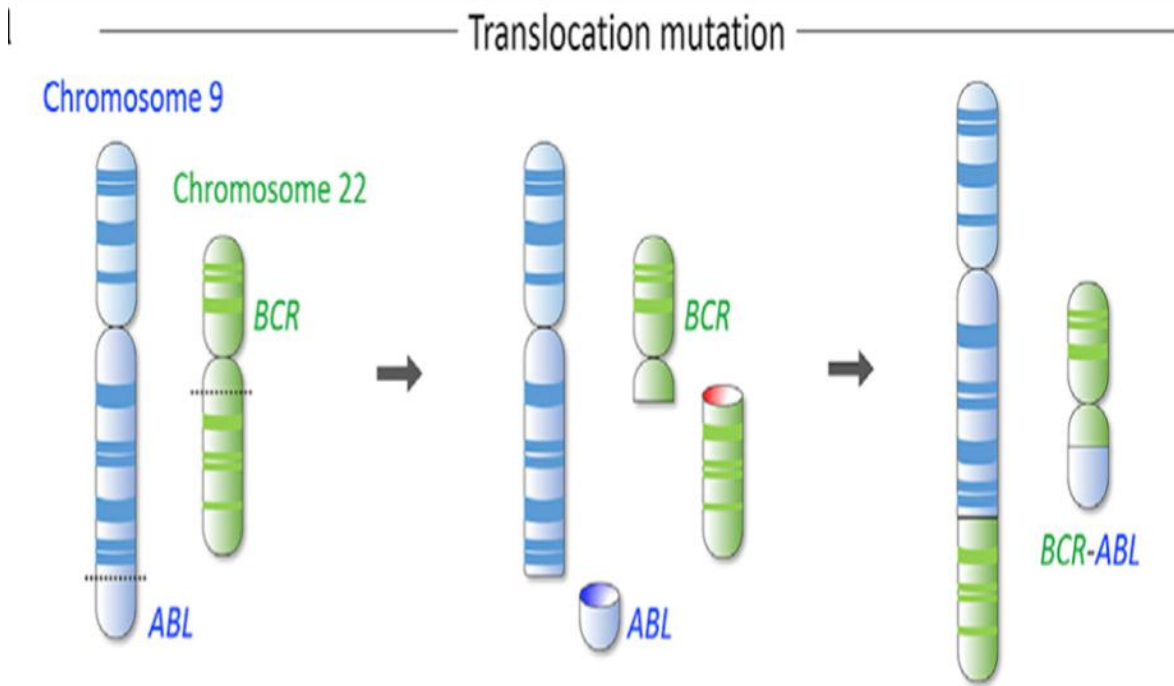 Translocation mutation
Chromosome 9
Chromosome 22
BCR
ABL
BCR
ABL
BCR-ABL